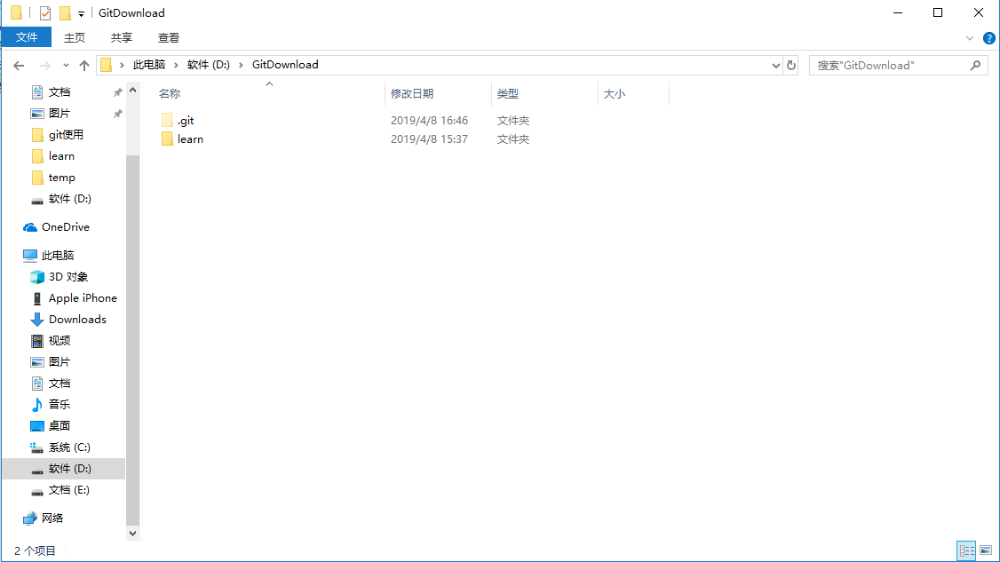 GitDownload
文件 主页 共享 查看
此电脑 软件 (D:) GitDownload 搜索"GitDownload"
名称 修改日期 类型 大小
.git 2019/4/8 16:46 文件夹
learn 2019/4/8 15:37 文件夹
文档
图片
git使用
learn
temp
软件 (D:)
OneDrive
此电脑
3D 对象
Apple iPhone
Downloads
视频
图片
文档
音乐
桌面
系统 (C:)
软件 (D:)
文档 (E:)
网络
2 个项目